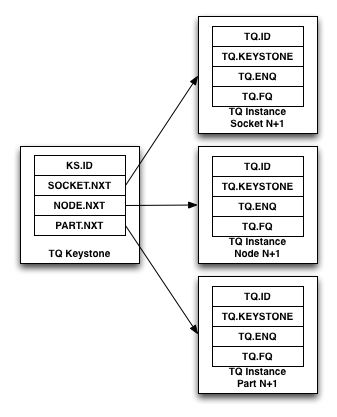 TQ.ID
TQ.KEYSTONE
TQ.ENQ
TQ.FQ
TQ Instance
Socket N+1
KS.ID
SOCKET.NXT
NODE.NXT
PART.NXT
TQ Keystone
TQ.ID
TQ.KEYSTONE
TQ.ENQ
TQ.FQ
TQ Instance
Node N+1
TQ.ID
TQ.KEYSTONE
TQ.ENQ
TQ.FQ
TQ Instance
Part N+1